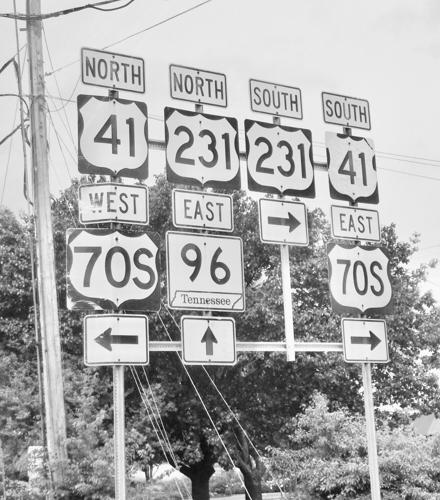 NORTH
41
WEST
70S
NORTH
231
EAST
96
Tennessee
SOUTH
231
SOUTH
41
EAST
70S